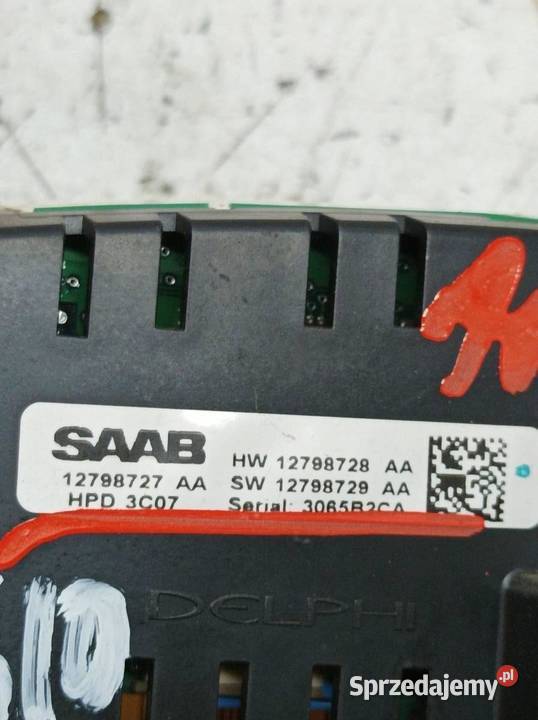 SAAB
HW 12798728 AA
12798727 AA
SW 12798729 AA
HPD 3C07
Serial: 3065B2CA
DELPHI
Sprzedajemy.pl